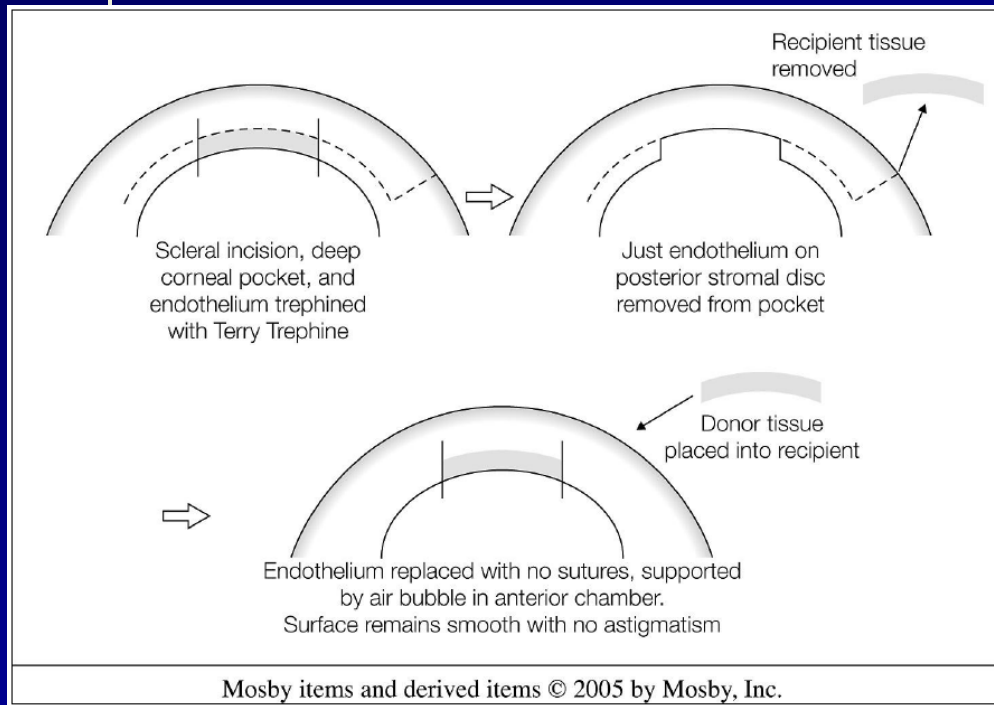 Recipient tissue
removed
Scleral incision, deep
corneal pocket, and
endothelium trephined
with Terry Trephine
Just endothelium on
posterior stromal disc
removed from pocket
Donor tissue
placed into recipient
Endothelium replaced with no sutures, supported
by air bubble in anterior chamber.
Surface remains smooth with no astigmatism
Mosby items and derived items © 2005 by Mosby, Inc.